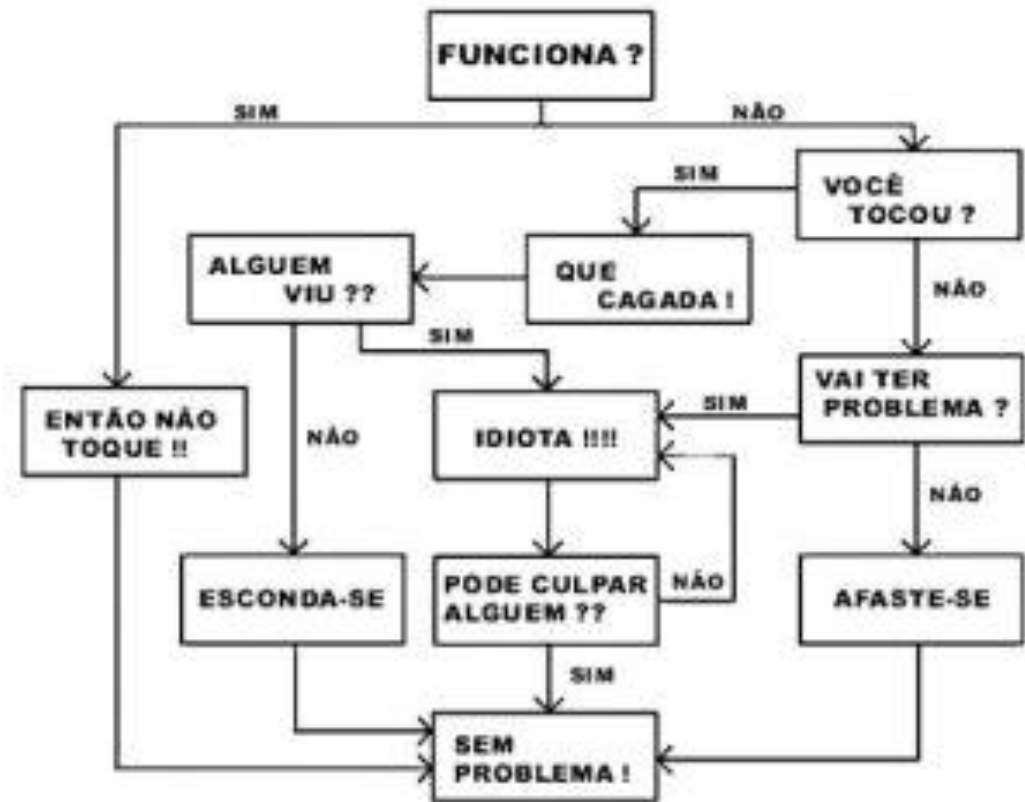 FUNCIONA ?
SIM
NÃO
VOCÊ
TOCOU ?
SIM
ALGUEM
VIU ??
QUE
CAGADA !
NÃO
SIM
VAI TER
PROBLEMA ?
SIM
ENTÃO NÃO
TOQUE !!
NÃO
IDIOTA !!!!
NÃO
ESCONDA-SE
PODE CULPAR
ALGUEM ??
NÃO
AFASTE-SE
SIM
SEM
PROBLEMA !